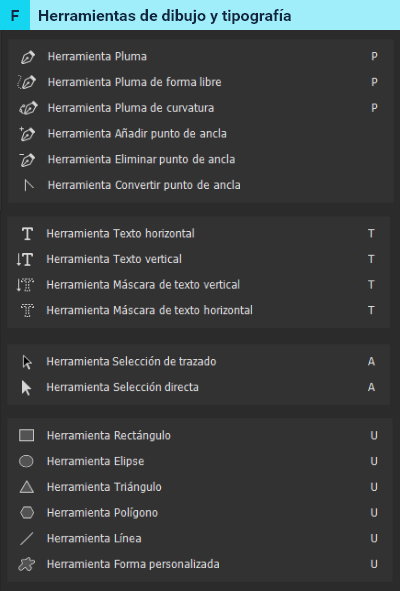 F Herramientas de dibujo y tipografía
Herramienta Pluma P
Herramienta Pluma de forma libre P
Herramienta Pluma de curvatura P
Herramienta Añadir punto de ancla
Herramienta Eliminar punto de ancla
Herramienta Convertir punto de ancla
Herramienta Texto horizontal T
Herramienta Texto vertical T
Herramienta Máscara de texto vertical T
Herramienta Máscara de texto horizontal T
Herramienta Selección de trazado A
Herramienta Selección directa A
Herramienta Rectángulo U
Herramienta Elipse U
Herramienta Triángulo U
Herramienta Polígono U
Herramienta Línea U
Herramienta Forma personalizada U